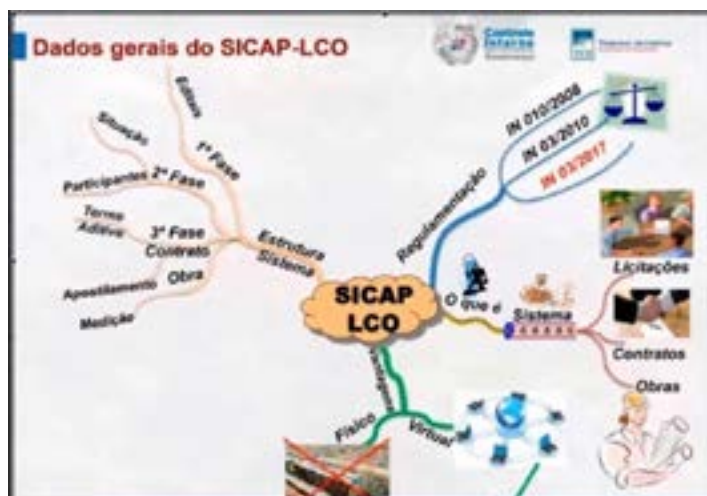 Dados gerais do SICAP-LCO
Controle
Interno
Editais
1ª Fase
Situação
Participantes 2ª Fase
Termo
Aditivo
3ª Fase
Contrato
Apostilamento
Obra
Medição
Estrutura
Sistema
SICAP
LCO
Regulamentação
IN 010/2008
IN 03/2010
IN 03/2017
O que é
Sistema
Licitações
Contratos
Obras
Vantagens
Físico
Virtual